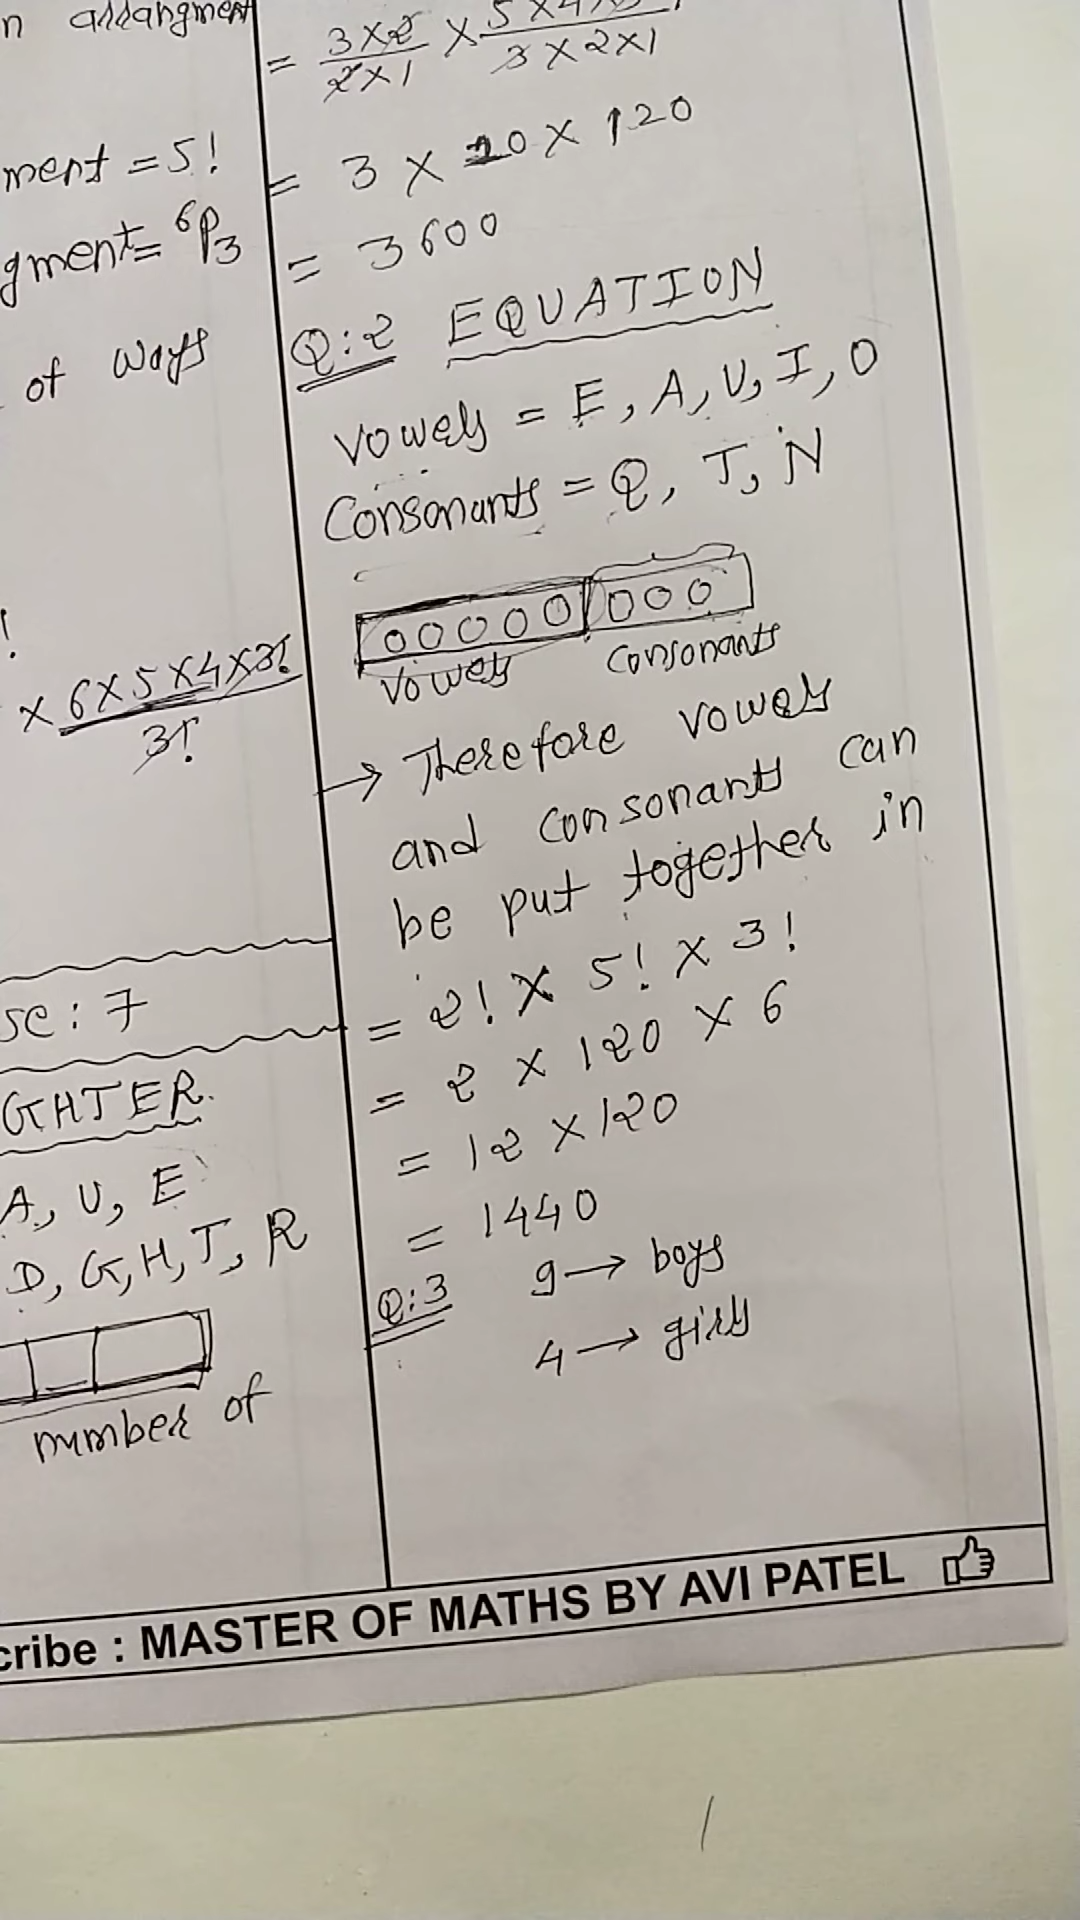 n arrangment
ment = 5!
gment = ⁶P₃
of ways
!
× 6×5×4×3!
3!
se : 7
GHTER.
A, U, E
D, G, H, T, R
number of
= 3×2 × 5×4×3
2×1 3×2×1
= 3 × 10 × 120
= 3600
Q:2 EQUATION
Vowels = E, A, U, I, O
Consonants = Q, T, N
OOOOO OOO
Vowels Consonants
→ Therefore vowels
and consonants can
be put together in
= 2! × 5! × 3!
= 2 × 120 × 6
= 12 × 120
= 1440
Q:3 9 → boys
4 → girls
cribe : MASTER OF MATHS BY AVI PATEL